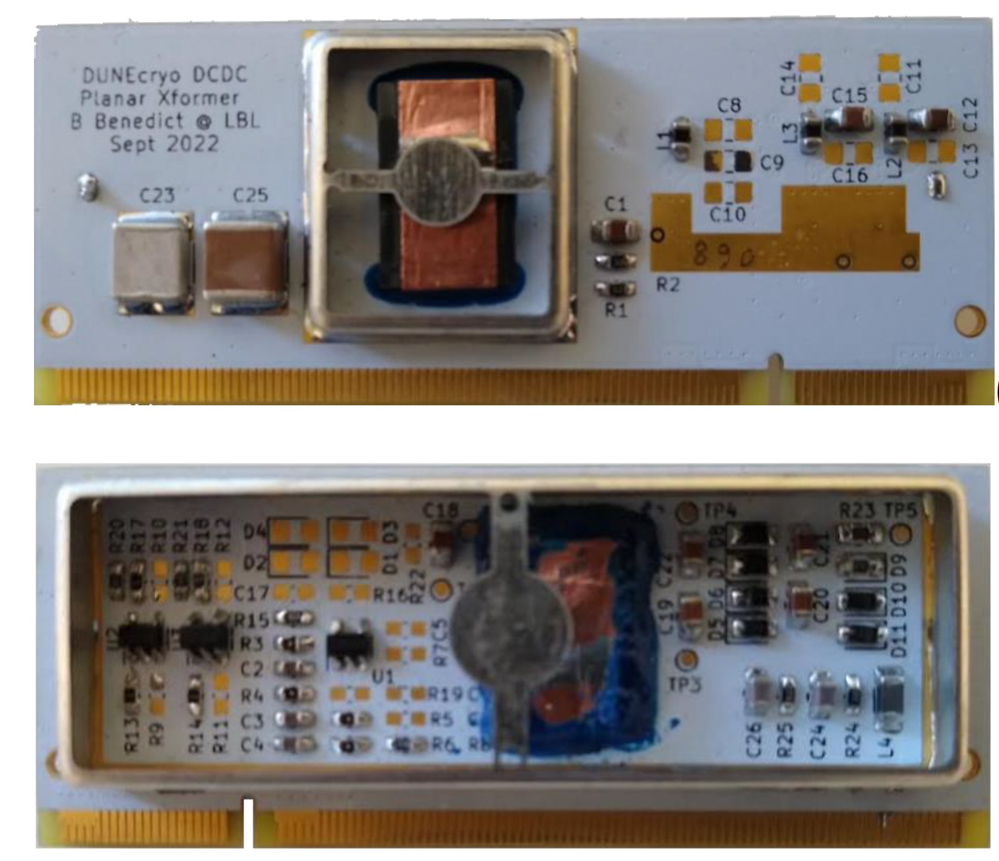 DUNEcryo DCDC
Planar Xformer
B Benedict @ LBL
Sept 2022
C23
C25
C14
C11
C15
C12
C8
L1
L3
C9
C16
L2
C13
C10
C1
890
R2
R1
C18
TP4
R23 TP5
R20
R17
R10
R21
R18
R12
D4
D3
D8
C21
D2
D1
D7
D9
C22
C17
R16
R22
D6
D10
R15
C19
C20
U2
R3
C5
D5
D11
R7
C2
U1
TP3
R4
R19
C3
R5
R13
R9
R14
R11
C4
R6
C26
R25
C24
R24
L4